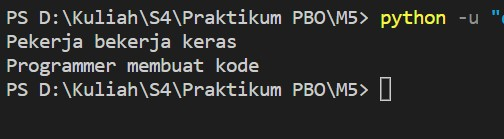 PS D:\Kuliah\S4\Praktikum PBO\M5> python -u "
Pekerja bekerja keras
Programmer membuat kode
PS D:\Kuliah\S4\Praktikum PBO\M5>